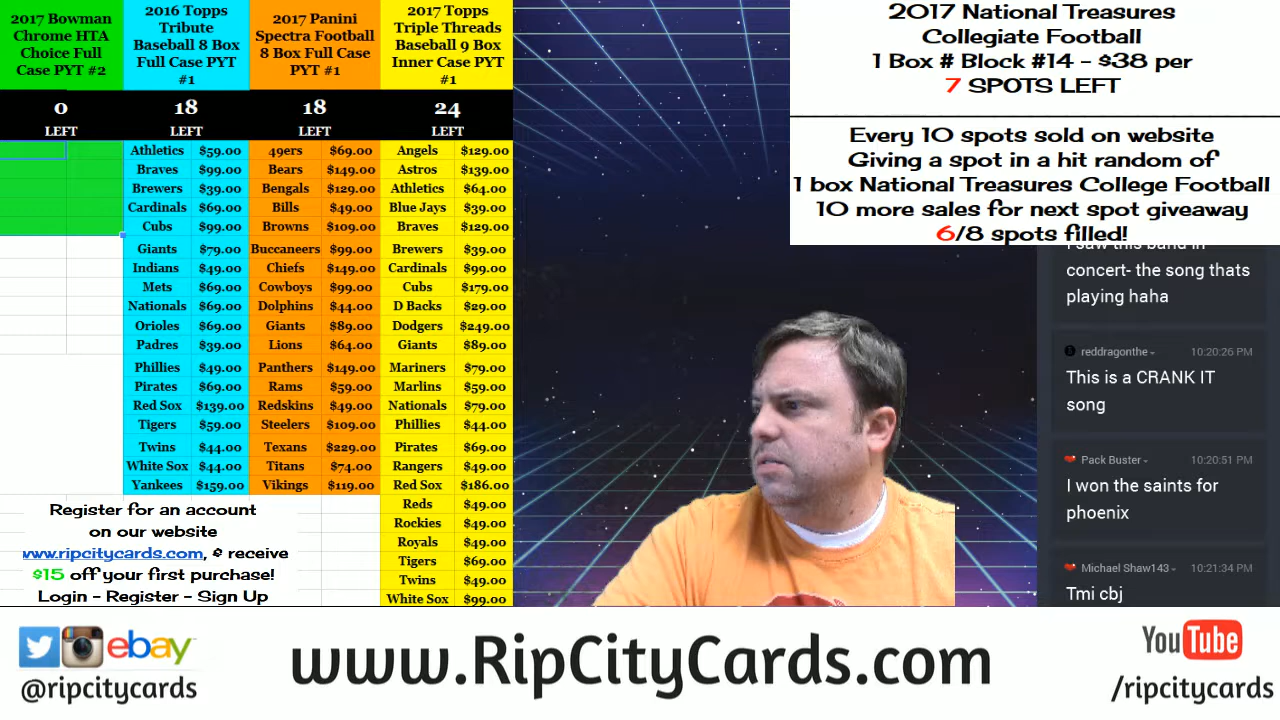 2017 Bowman
Chrome HTA
Choice Full
Case PYT #2
0
LEFT
2016 Topps
Tribute
Baseball 8 Box
Full Case PYT
#1
18
LEFT
Athletics $59.00
Braves $99.00
Brewers $39.00
Cardinals $69.00
Cubs $99.00
Giants $79.00
Indians $49.00
Mets $69.00
Nationals $69.00
Orioles $69.00
Padres $39.00
Phillies $49.00
Pirates $69.00
Red Sox $139.00
Tigers $59.00
Twins $44.00
White Sox $44.00
Yankees $159.00
2017 Panini
Spectra Football
8 Box Full Case
PYT #1
18
LEFT
49ers $69.00
Bears $149.00
Bengals $129.00
Bills $49.00
Browns $109.00
Buccaneers $99.00
Chiefs $149.00
Cowboys $99.00
Dolphins $44.00
Giants $89.00
Lions $64.00
Panthers $149.00
Rams $59.00
Redskins $49.00
Steelers $109.00
Texans $229.00
Titans $74.00
Vikings $119.00
2017 Topps
Triple Threads
Baseball 9 Box
Inner Case PYT
#1
24
LEFT
Angels $129.00
Astros $139.00
Athletics $64.00
Blue Jays $39.00
Braves $129.00
Brewers $39.00
Cardinals $99.00
Cubs $179.00
D Backs $29.00
Dodgers $249.00
Giants $89.00
Mariners $79.00
Marlins $59.00
Nationals $79.00
Phillies $44.00
Pirates $69.00
Rangers $49.00
Red Sox $186.00
Reds $49.00
Rockies $49.00
Royals $49.00
Tigers $69.00
Twins $49.00
White Sox $99.00
Register for an account
on our website
www.ripcitycards.com, & receive
$15 off your first purchase!
Login - Register - Sign Up
2017 National Treasures
Collegiate Football
1 Box # Block #14 - $38 per
7 SPOTS LEFT
Every 10 spots sold on website
Giving a spot in a hit random of
1 box National Treasures College Football
10 more sales for next spot giveaway
6/8 spots filled!
I saw this band in
concert- the song thats
playing haha
reddragonthe 10:20:26 PM
This is a CRANK IT
song
Pack Buster 10:20:51 PM
I won the saints for
phoenix
Michael Shaw143 10:21:34 PM
Tmi cbj
ebay
@ripcitycards
www.RipCityCards.com
YouTube
/ripcitycards